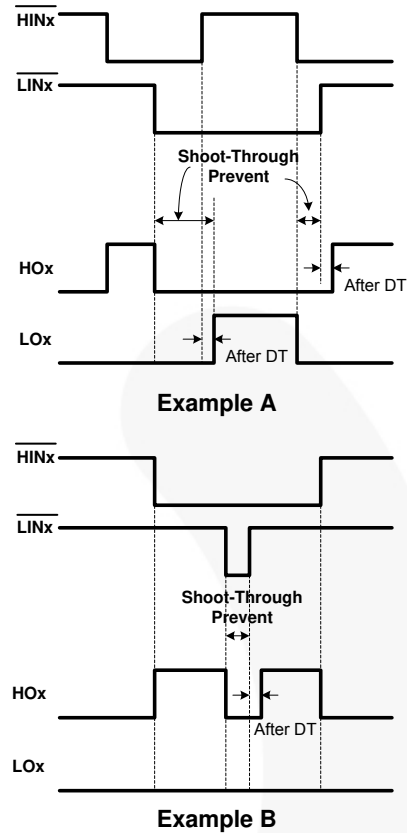 HINx
LINx
Shoot-Through
Prevent
HOx
After DT
LOx
After DT
Example A
HINx
LINx
Shoot-Through
Prevent
HOx
After DT
LOx
Example B